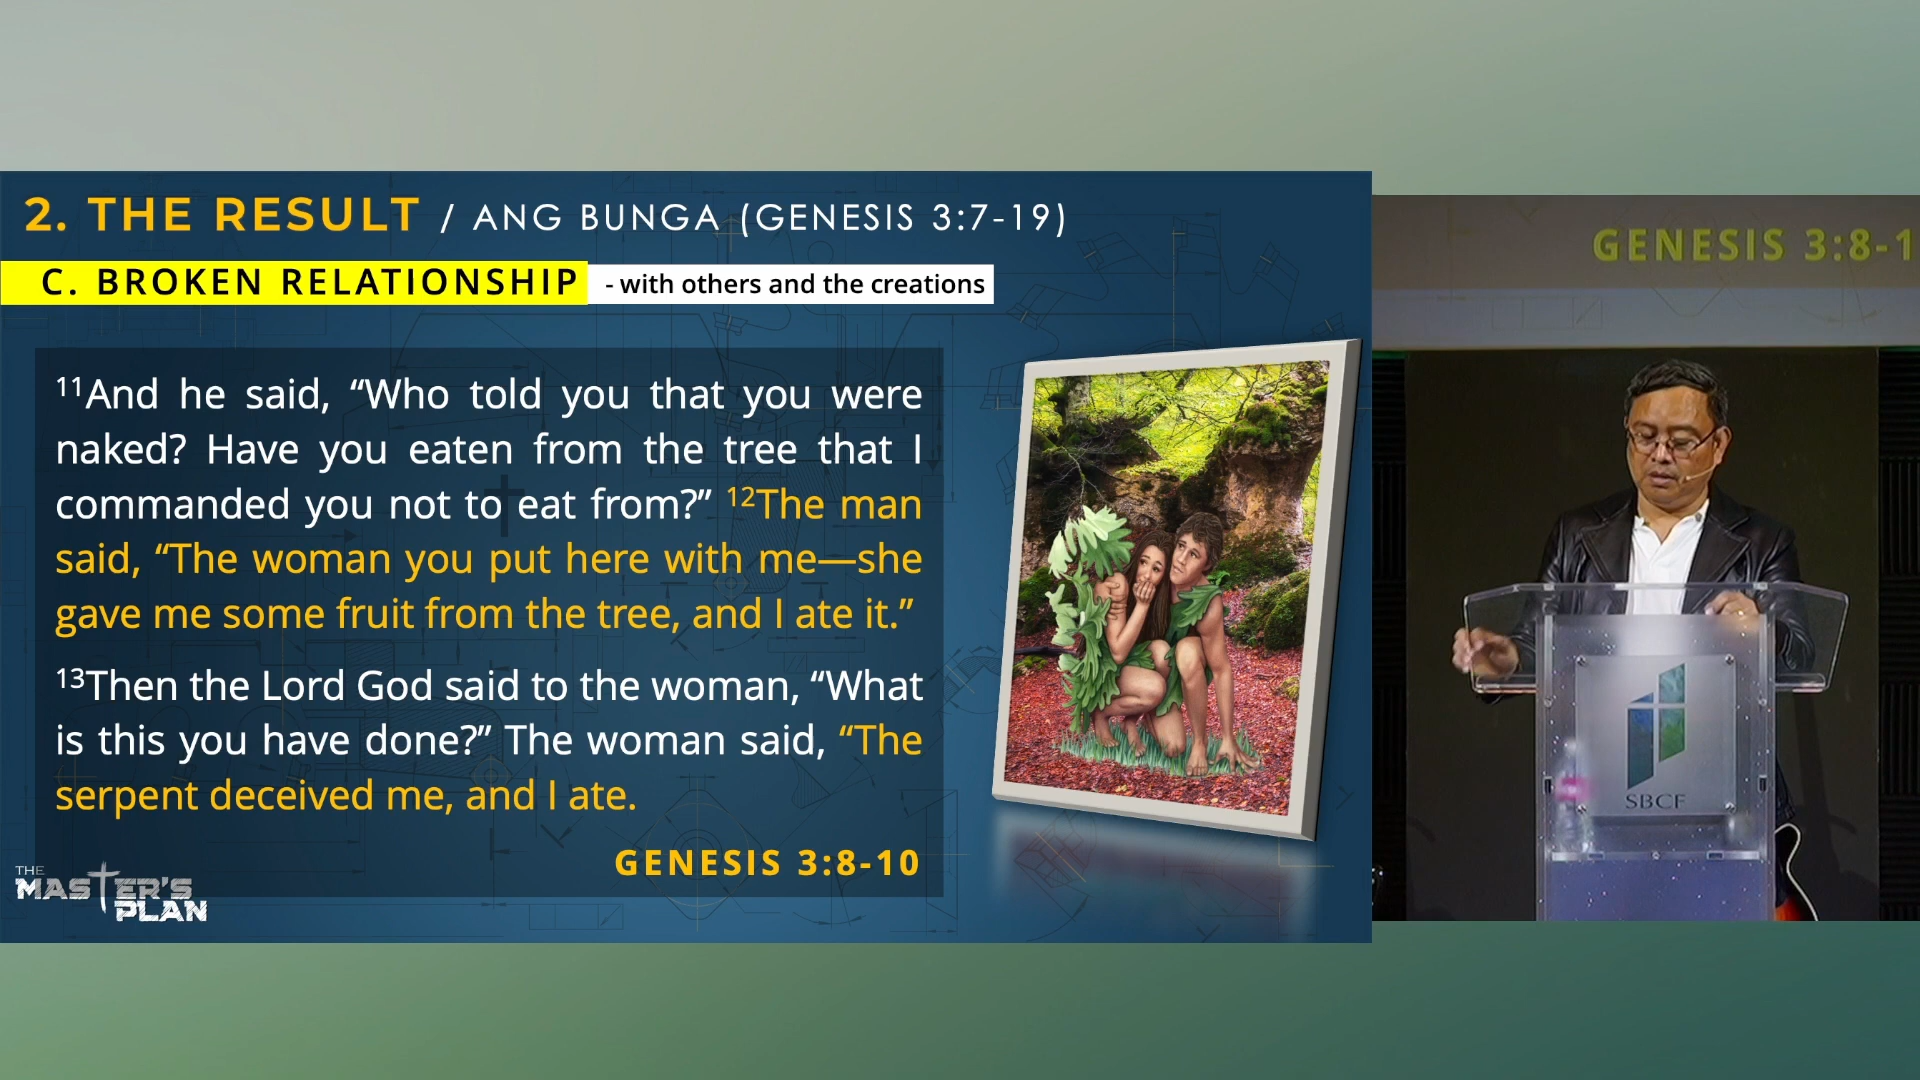 2. THE RESULT / ANG BUNGA (GENESIS 3:7-19)
C. BROKEN RELATIONSHIP - with others and the creations
GENESIS 3:8-1
11And he said, “Who told you that you were
naked? Have you eaten from the tree that I
commanded you not to eat from?” 12The man
said, “The woman you put here with me—she
gave me some fruit from the tree, and I ate it.”
13Then the Lord God said to the woman, “What
is this you have done?” The woman said, “The
serpent deceived me, and I ate.
GENESIS 3:8-10
THE
MASTER'S
PLAN
SBCF